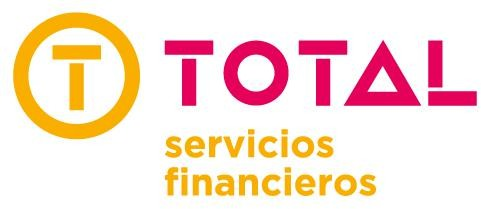 T TOTAL
servicios
financieros